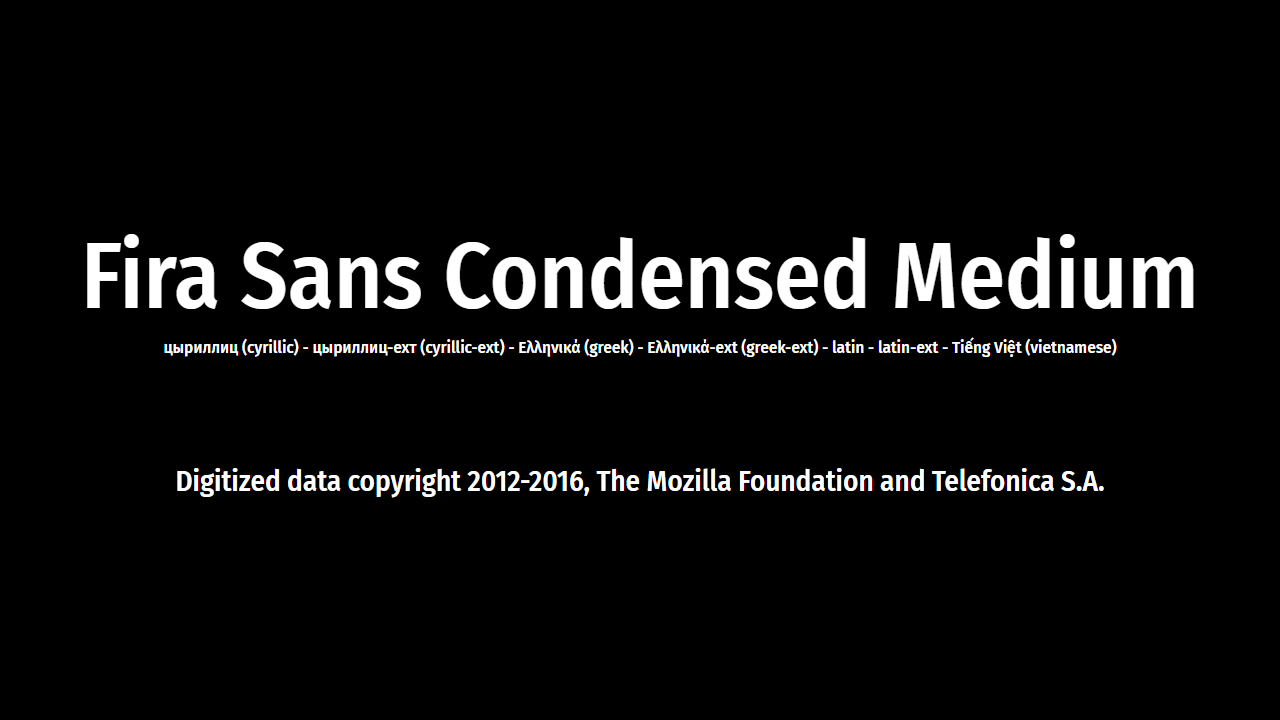 Fira Sans Condensed Medium
цыриллиц (cyrillic) - цыриллиц-ехт (cyrillic-ext) - Ελληνικά (greek) - Ελληνικά-ext (greek-ext) - latin - latin-ext - Tiếng Việt (vietnamese)
Digitized data copyright 2012-2016, The Mozilla Foundation and Telefonica S.A.